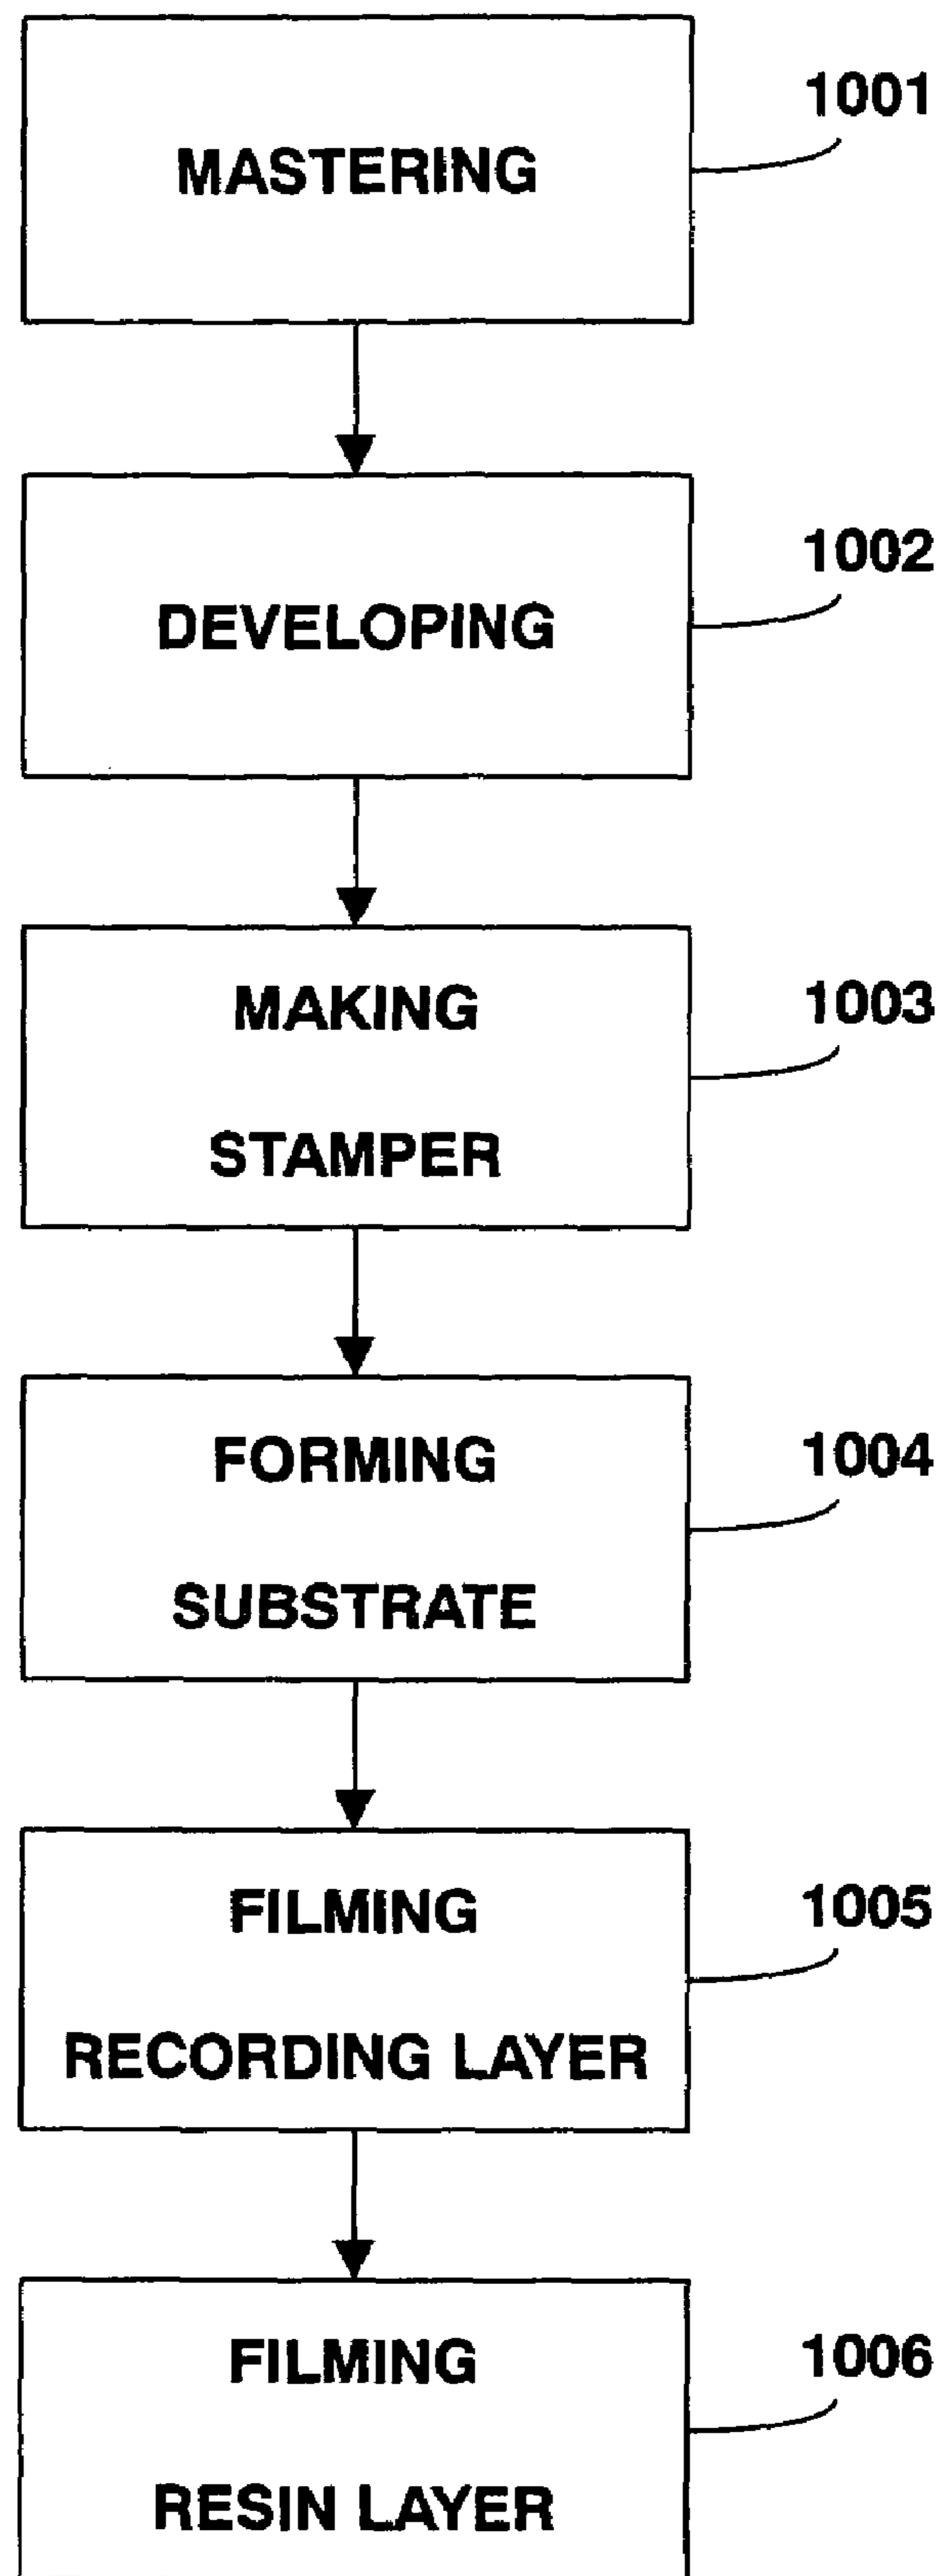 MASTERING
1001
DEVELOPING
1002
MAKING
STAMPER
1003
FORMING
SUBSTRATE
1004
FILMING
RECORDING LAYER
1005
FILMING
RESIN LAYER
1006